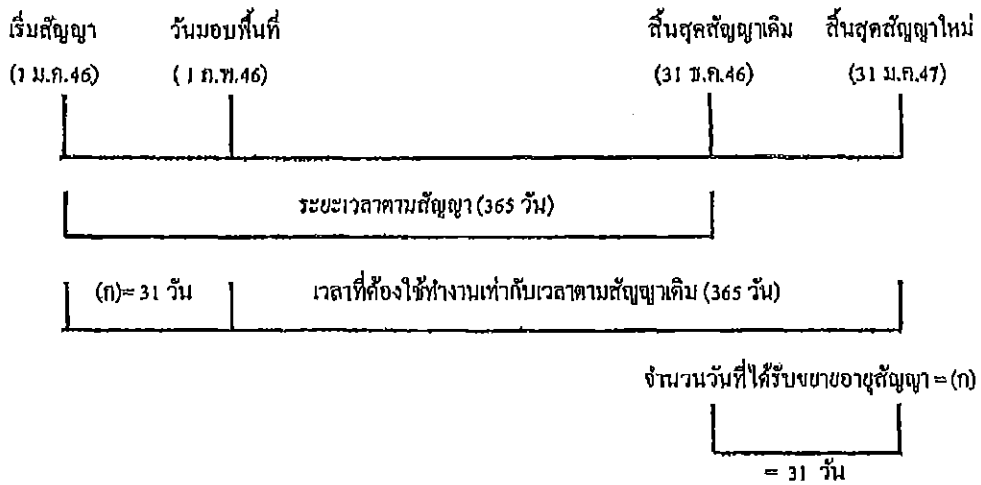 เริ่มสัญญา วันมอบพื้นที่ สิ้นสุดสัญญาเดิม สิ้นสุดสัญญาใหม่
(1 ม.ค.46) (1 ก.พ.46) (31 ธ.ค.46) (31 ม.ค.47)
ระยะเวลาตามสัญญา (365 วัน)
(ก)= 31 วัน เวลาที่ต้องใช้ทำงานเท่ากับเวลาตามสัญญาเดิม (365 วัน)
จำนวนวันที่ได้รับขยายอายุสัญญา = (ก)
= 31 วัน